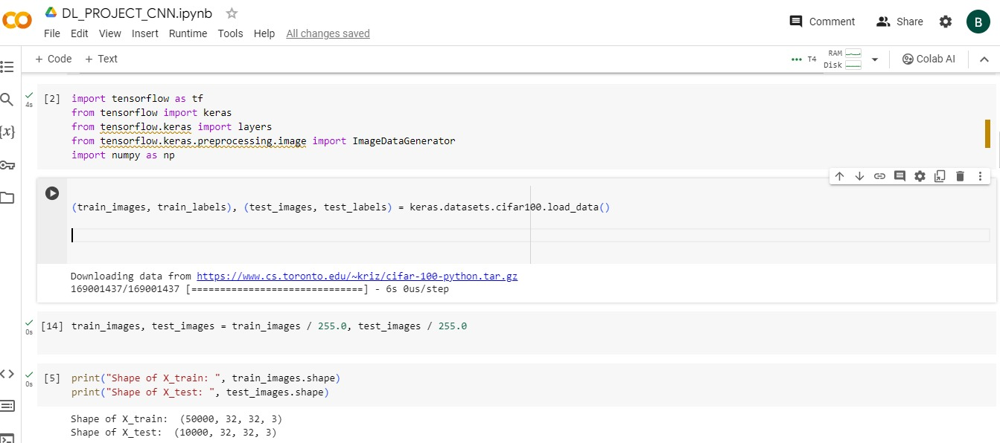 DL_PROJECT_CNN.ipynb
File Edit View Insert Runtime Tools Help All changes saved
Comment Share B
+ Code + Text
T4 RAM Disk Colab AI
4s
[2] import tensorflow as tf
from tensorflow import keras
from tensorflow.keras import layers
from tensorflow.keras.preprocessing.image import ImageDataGenerator
import numpy as np
(train_images, train_labels), (test_images, test_labels) = keras.datasets.cifar100.load_data()
Downloading data from https://www.cs.toronto.edu/~kriz/cifar-100-python.tar.gz
169001437/169001437 [==============================] - 6s 0us/step
0s
[14] train_images, test_images = train_images / 255.0, test_images / 255.0
0s
[5] print("Shape of X_train: ", train_images.shape)
print("Shape of X_test: ", test_images.shape)
Shape of X_train:  (50000, 32, 32, 3)
Shape of X_test:  (10000, 32, 32, 3)